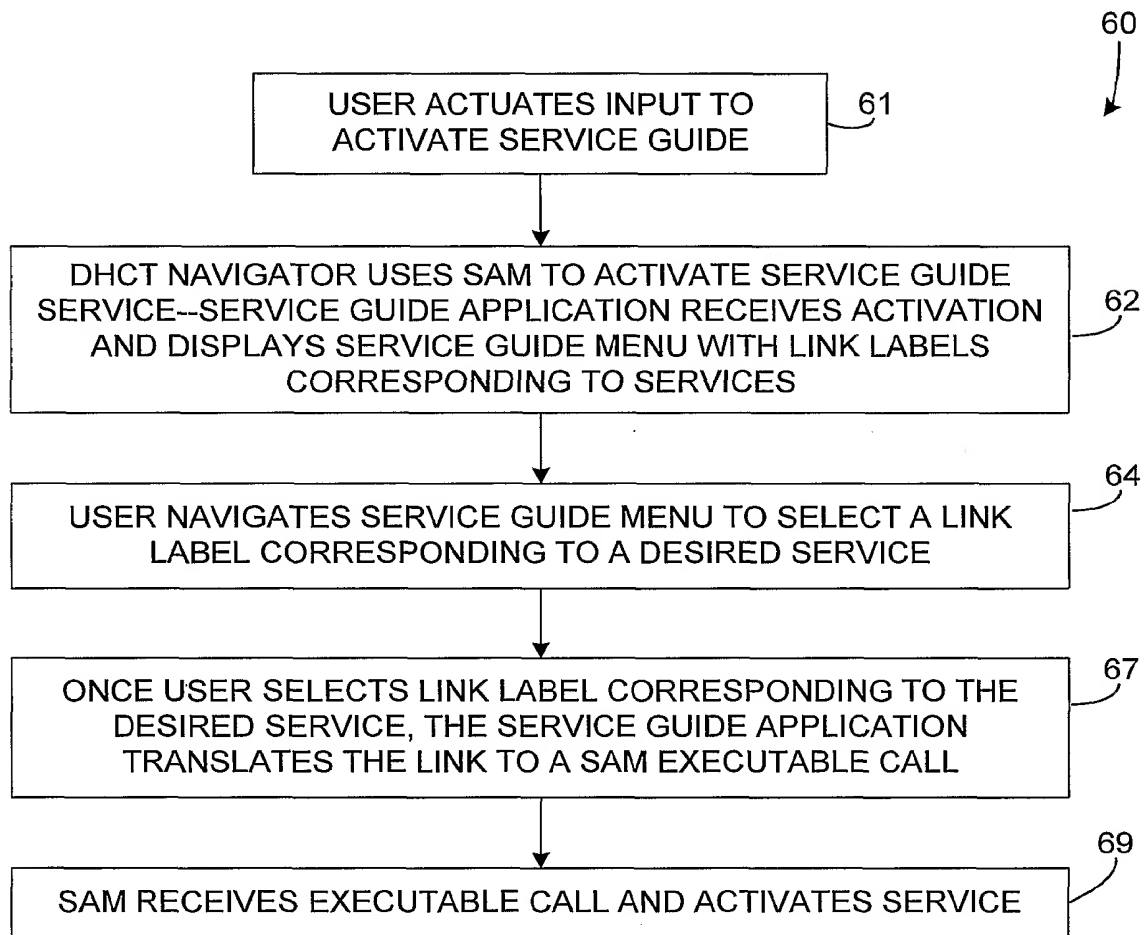 60
USER ACTUATES INPUT TO
ACTIVATE SERVICE GUIDE
61
DHCT NAVIGATOR USES SAM TO ACTIVATE SERVICE GUIDE
SERVICE--SERVICE GUIDE APPLICATION RECEIVES ACTIVATION
AND DISPLAYS SERVICE GUIDE MENU WITH LINK LABELS
CORRESPONDING TO SERVICES
62
USER NAVIGATES SERVICE GUIDE MENU TO SELECT A LINK
LABEL CORRESPONDING TO A DESIRED SERVICE
64
ONCE USER SELECTS LINK LABEL CORRESPONDING TO THE
DESIRED SERVICE, THE SERVICE GUIDE APPLICATION
TRANSLATES THE LINK TO A SAM EXECUTABLE CALL
67
SAM RECEIVES EXECUTABLE CALL AND ACTIVATES SERVICE
69